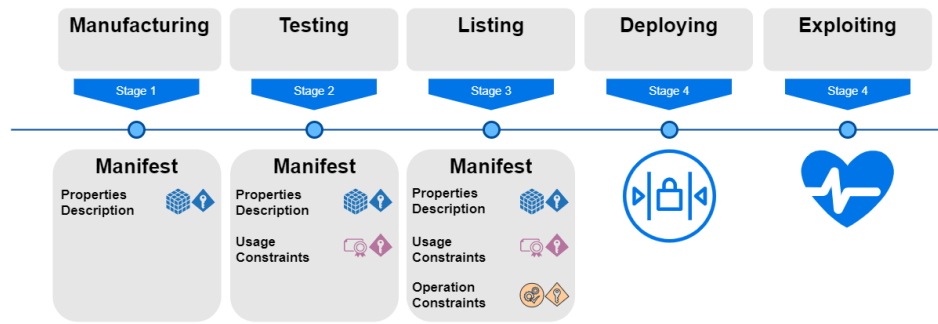 Manufacturing
Testing
Listing
Deploying
Exploiting
Stage 1
Stage 2
Stage 3
Stage 4
Stage 4
Manifest
Properties
Description
Manifest
Properties
Description
Usage
Constraints
Manifest
Properties
Description
Usage
Constraints
Operation
Constraints